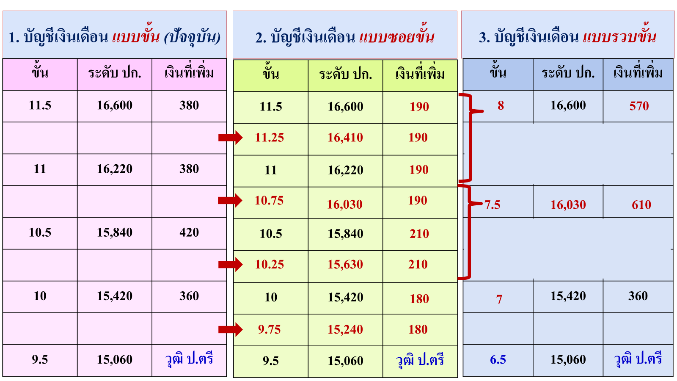 1. บัญชีเงินเดือน แบบขั้น (ปัจจุบัน)
ขั้น ระดับ ปก. เงินที่เพิ่ม
11.5 16,600 380
11 16,220 380
10.5 15,840 420
10 15,420 360
9.5 15,060 วุฒิ ป.ตรี
2. บัญชีเงินเดือน แบบซอยขั้น
ขั้น ระดับ ปก. เงินที่เพิ่ม
11.5 16,600 190
11.25 16,410 190
11 16,220 190
10.75 16,030 190
10.5 15,840 210
10.25 15,630 210
10 15,420 180
9.75 15,240 180
9.5 15,060 วุฒิ ป.ตรี
3. บัญชีเงินเดือน แบบรวบขั้น
ขั้น ระดับ ปก. เงินที่เพิ่ม
8 16,600 570
7.5 16,030 610
7 15,420 360
6.5 15,060 วุฒิ ป.ตรี